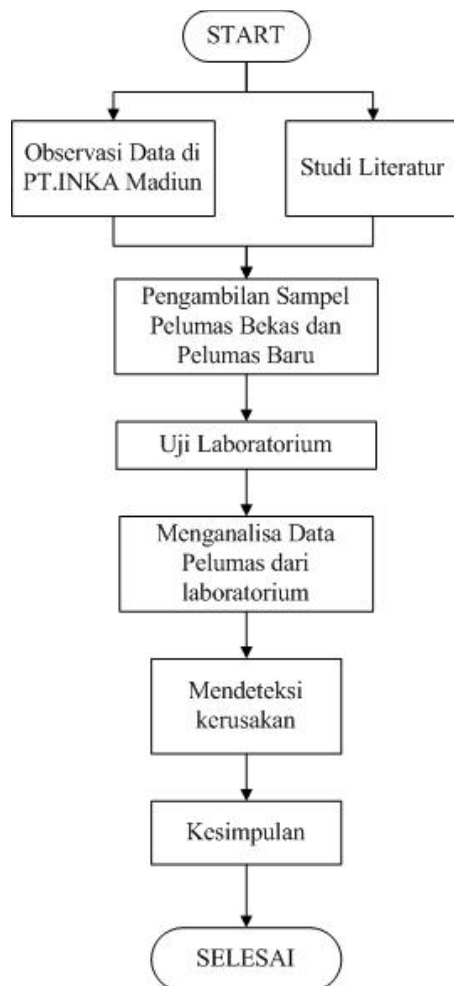 START
Observasi Data di
PT.INKA Madiun
Studi Literatur
Pengambilan Sampel
Pelumas Bekas dan
Pelumas Baru
Uji Laboratorium
Menganalisa Data
Pelumas dari
laboratorium
Mendeteksi
kerusakan
Kesimpulan
SELESAI